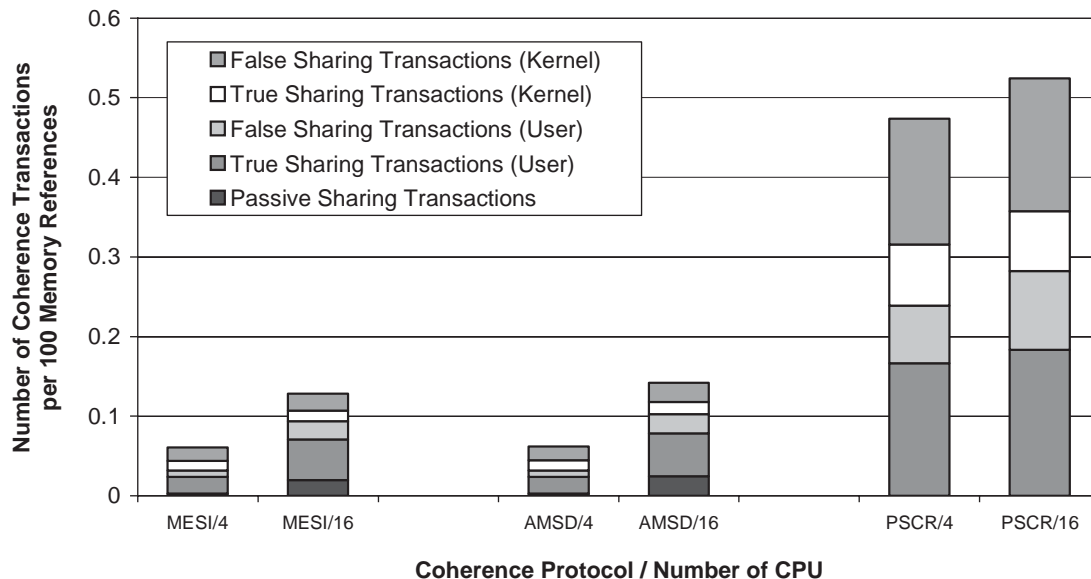 Number of Coherence Transactions
per 100 Memory References
0.6
0.5
0.4
0.3
0.2
0.1
0
False Sharing Transactions (Kernel)
True Sharing Transactions (Kernel)
False Sharing Transactions (User)
True Sharing Transactions (User)
Passive Sharing Transactions
MESI/4 MESI/16 AMSD/4 AMSD/16 PSCR/4 PSCR/16
Coherence Protocol / Number of CPU